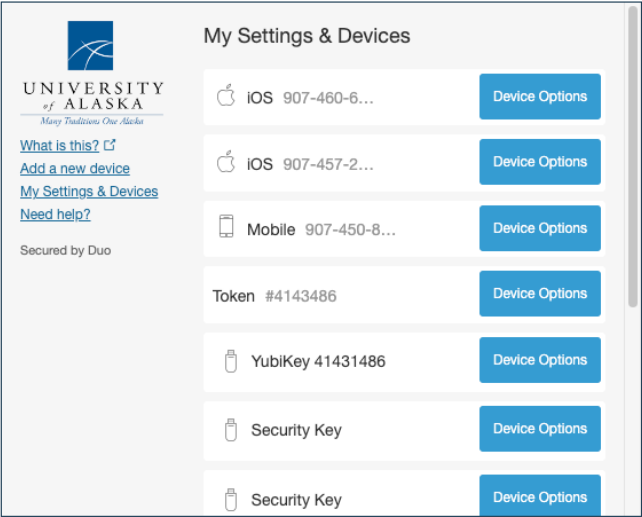 UNIVERSITY
of ALASKA
Many Traditions One Alaska
What is this?
Add a new device
My Settings & Devices
Need help?
Secured by Duo
My Settings & Devices
iOS 907-460-6... Device Options
iOS 907-457-2... Device Options
Mobile 907-450-8... Device Options
Token #4143486 Device Options
YubiKey 41431486 Device Options
Security Key Device Options
Security Key Device Options